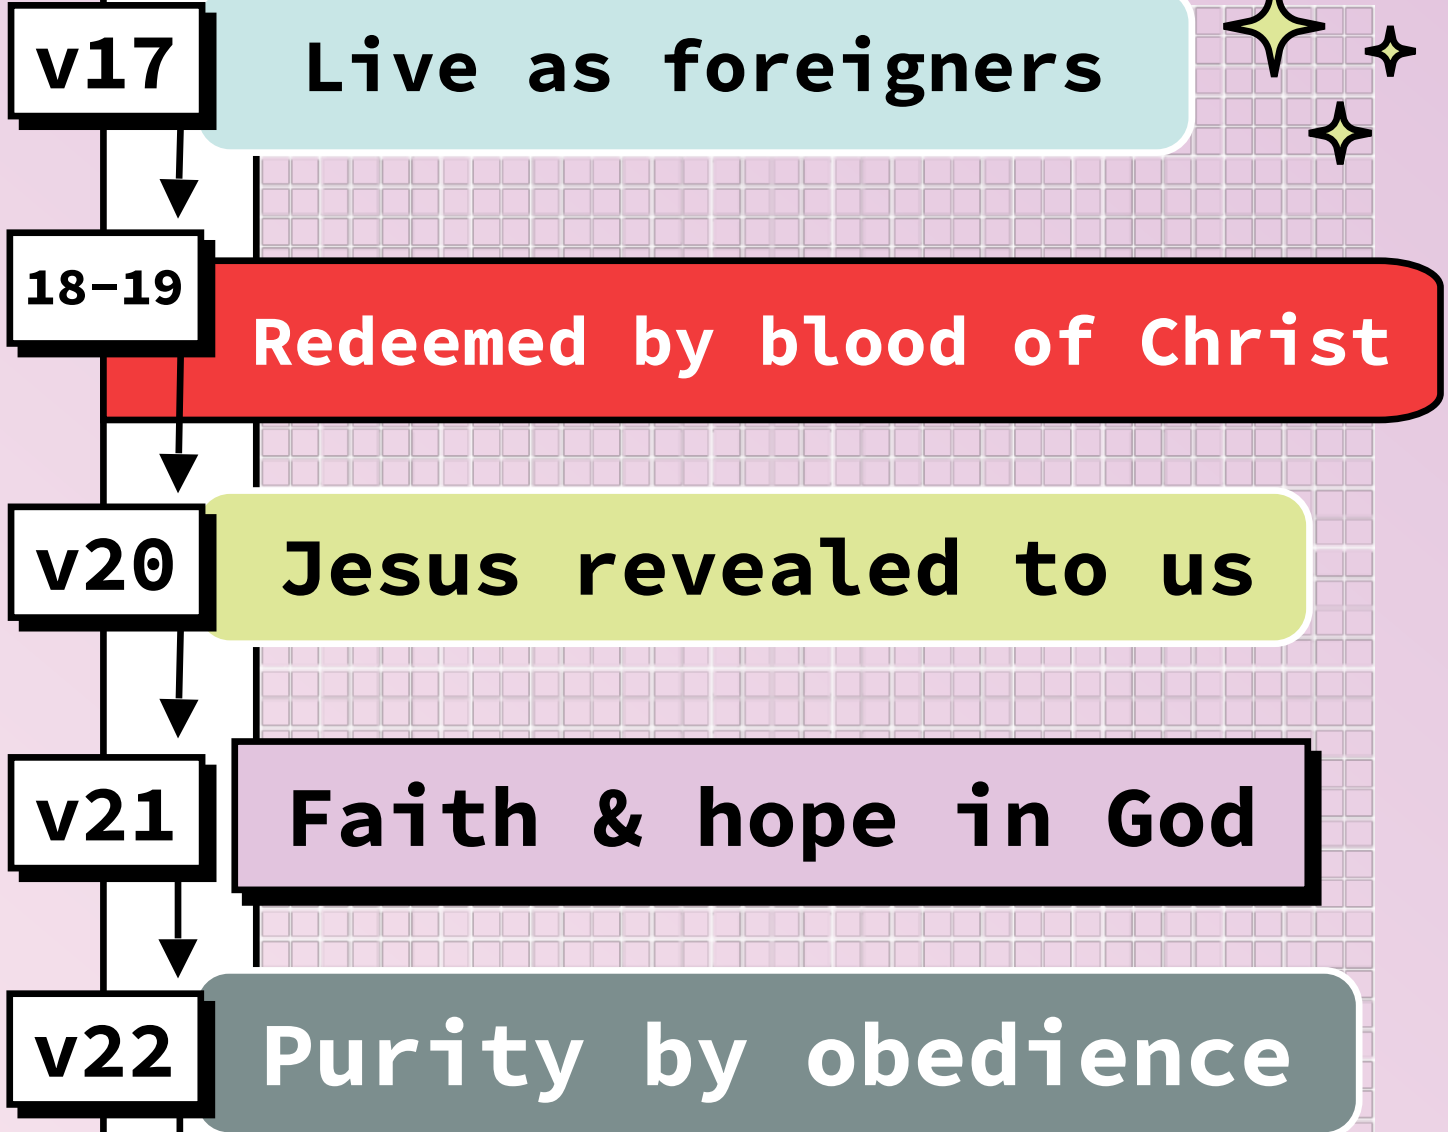 v17 Live as foreigners
18-19 Redeemed by blood of Christ
v20 Jesus revealed to us
v21 Faith & hope in God
v22 Purity by obedience